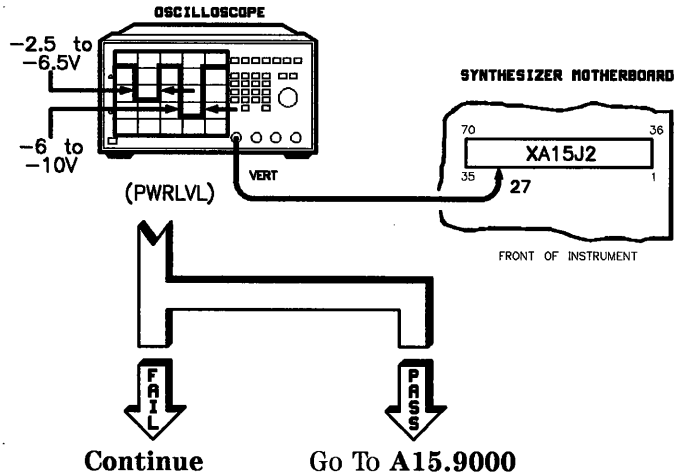 OSCILLOSCOPE
−2.5 to
−6.5V
−6 to
−10V
VERT
(PWRLVL)
SYNTHESIZER MOTHERBOARD
70
36
XA15J2
35
27
1
FRONT OF INSTRUMENT
FAIL
PASS
Continue
Go To A15.9000